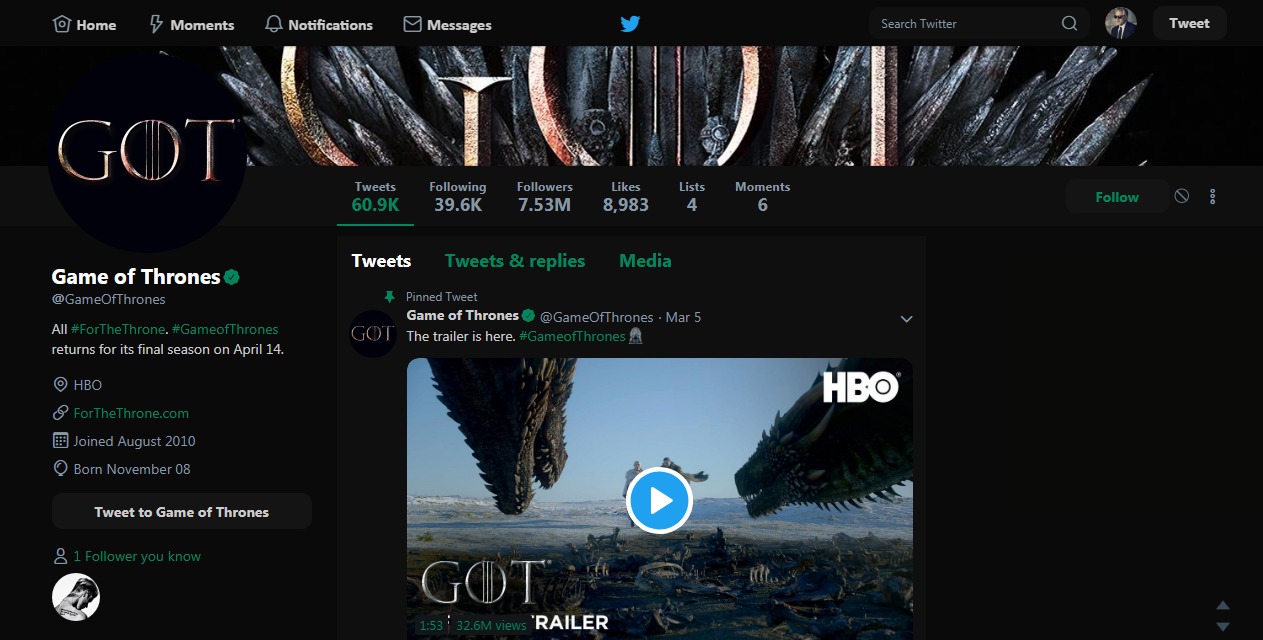 Home
Moments
Notifications
Messages
Search Twitter
Tweet
GOT
GOT
Tweets
Following
Followers
Likes
Lists
Moments
60.9K
39.6K
7.53M
8,983
4
6
Follow
Game of Thrones
@GameOfThrones
All #ForTheThrone. #GameofThrones
returns for its final season on April 14.
HBO
ForTheThrone.com
Joined August 2010
Born November 08
Tweet to Game of Thrones
1 Follower you know
Tweets Tweets & replies Media
Pinned Tweet
GOT
Game of Thrones @GameOfThrones · Mar 5
The trailer is here. #GameofThrones
HBO®
GOT
TRAILER
1:53 32.6M views